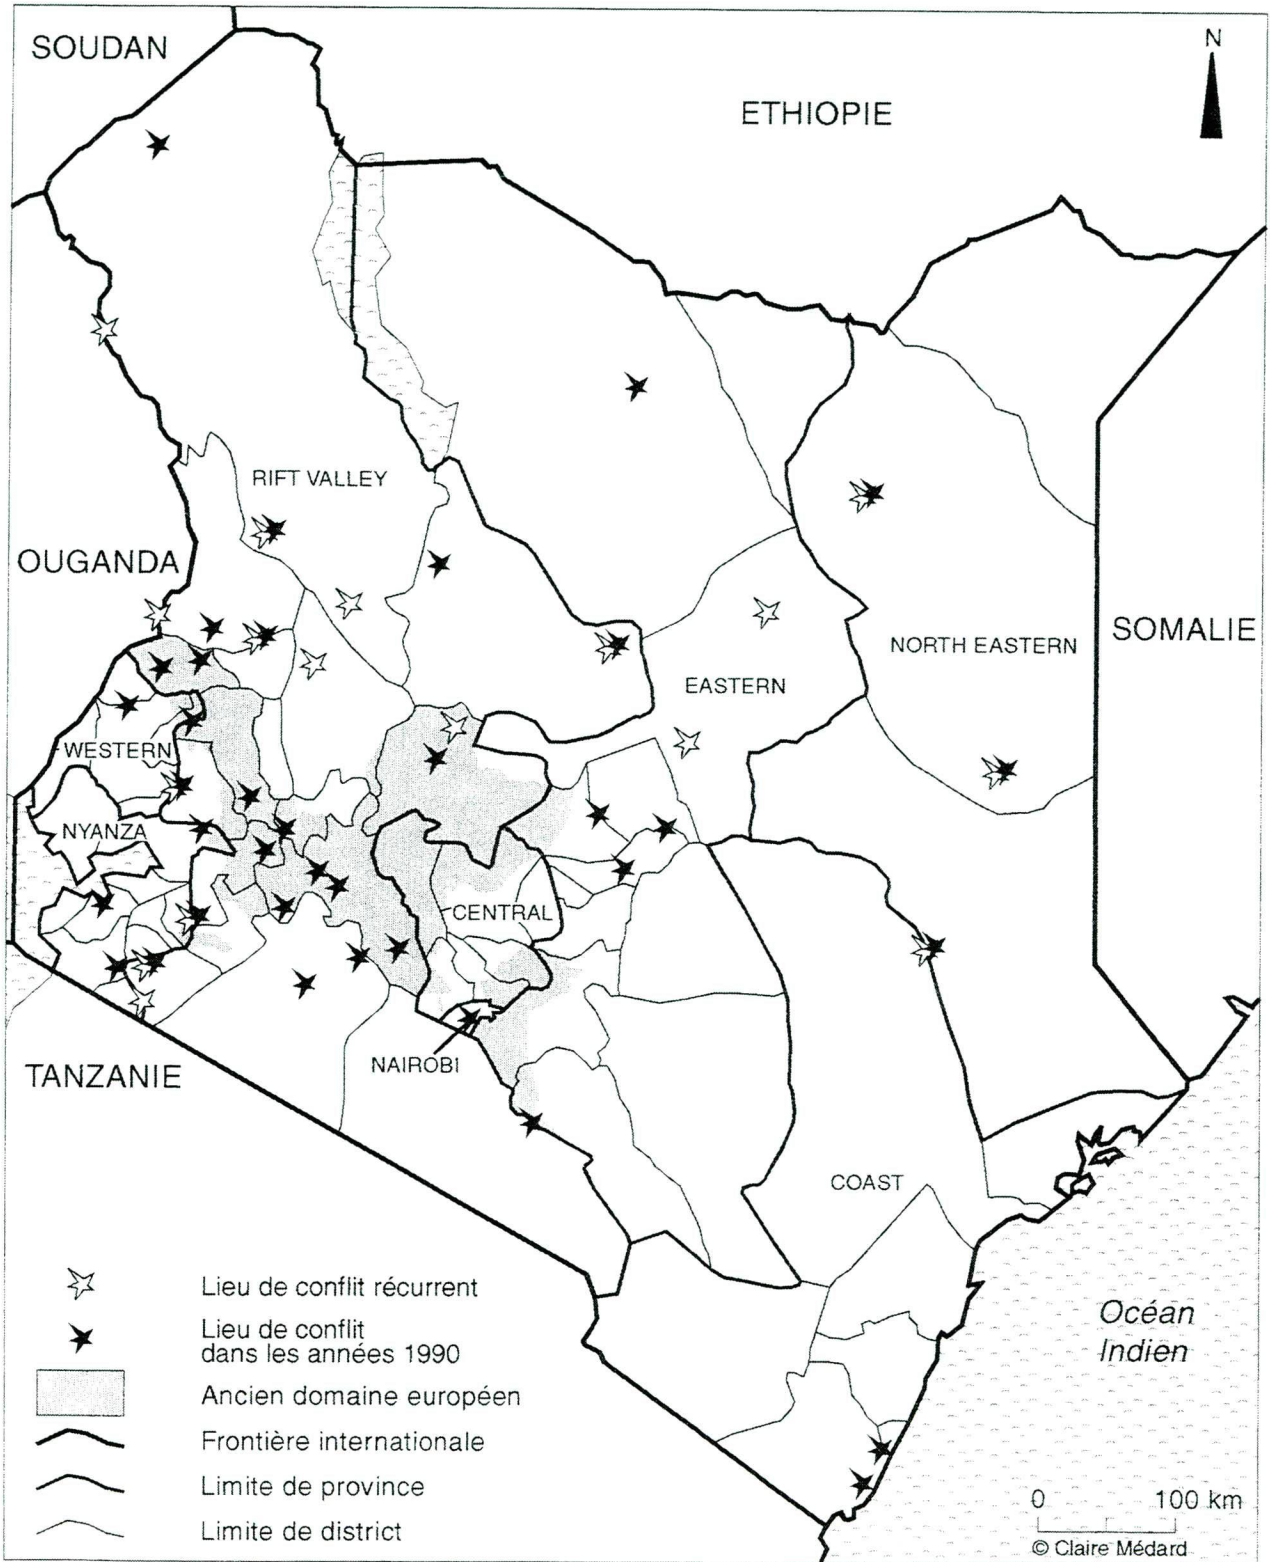 SOUDAN
N
ETHIOPIE
RIFT VALLEY
OUGANDA
SOMALIE
NORTH EASTERN
EASTERN
WESTERN
NYANZA
CENTRAL
NAIROBI
TANZANIE
COAST
Lieu de conflit récurrent
Lieu de conflit
dans les années 1990
Ancien domaine européen
Frontière internationale
Limite de province
Limite de district
Océan
Indien
0 100 km
© Claire Médard